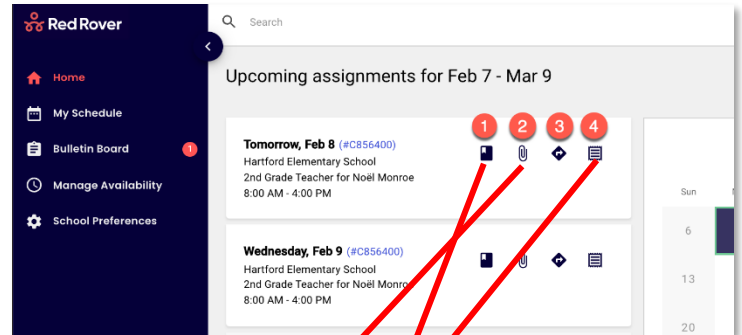 Red Rover
Search
Home
My Schedule
Bulletin Board 1
Manage Availability
School Preferences
Upcoming assignments for Feb 7 - Mar 9
1 2 3 4
Tomorrow, Feb 8 (#C856400)
Hartford Elementary School
2nd Grade Teacher for Noël Monroe
8:00 AM - 4:00 PM
Wednesday, Feb 9 (#C856400)
Hartford Elementary School
2nd Grade Teacher for Noël Monroe
8:00 AM - 4:00 PM
Sun
6
13
20